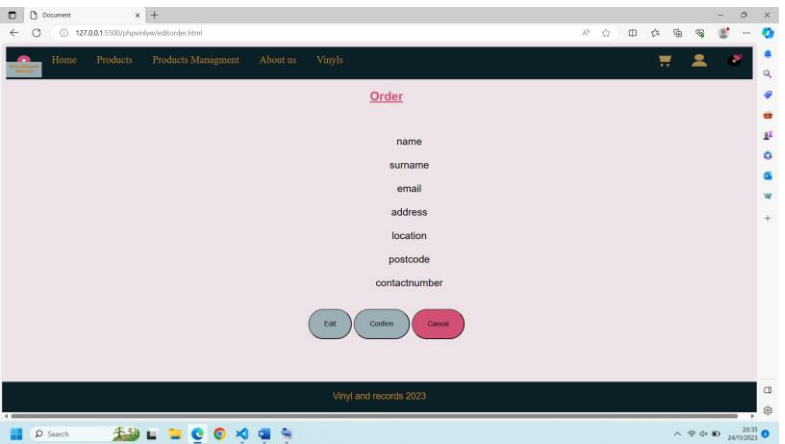 Document
127.0.0.1:5500/phpvinlyw/editorder.html
Home Products Products Managment About us Vinyls
Order
name
surname
email
address
location
postcode
contactnumber
Edit Confirm Cancel
Vinyl and records 2023
Search
20:35
24/11/2023